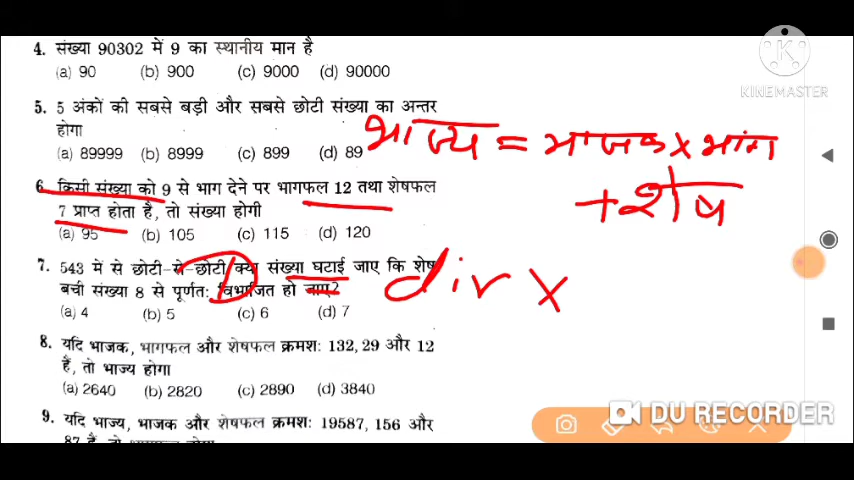 4. संख्या 90302 में 9 का स्थानीय मान है
(a) 90 (b) 900 (c) 9000 (d) 90000
5. 5 अंकों की सबसे बड़ी और सबसे छोटी संख्या का अन्तर
होगा
(a) 89999 (b) 8999 (c) 899 (d) 89
भाज्य = भाजक x भाग
+ शेष
6. किसी संख्या को 9 से भाग देने पर भागफल 12 तथा शेषफल
7 प्राप्त होता है, तो संख्या होगी
(a) 95 (b) 105 (c) 115 (d) 120
7. 543 में से छोटी-से-छोटी क्या संख्या घटाई जाए कि शेष
बची संख्या 8 से पूर्णत: विभाजित हो जाए?
(a) 4 (b) 5 (c) 6 (d) 7
D div x
8. यदि भाजक, भागफल और शेषफल क्रमश: 132, 29 और 12
हैं, तो भाज्य होगा
(a) 2640 (b) 2820 (c) 2890 (d) 3840
9. यदि भाज्य, भाजक और शेषफल क्रमश: 19587, 156 और
KINEMASTER
DU RECORDER